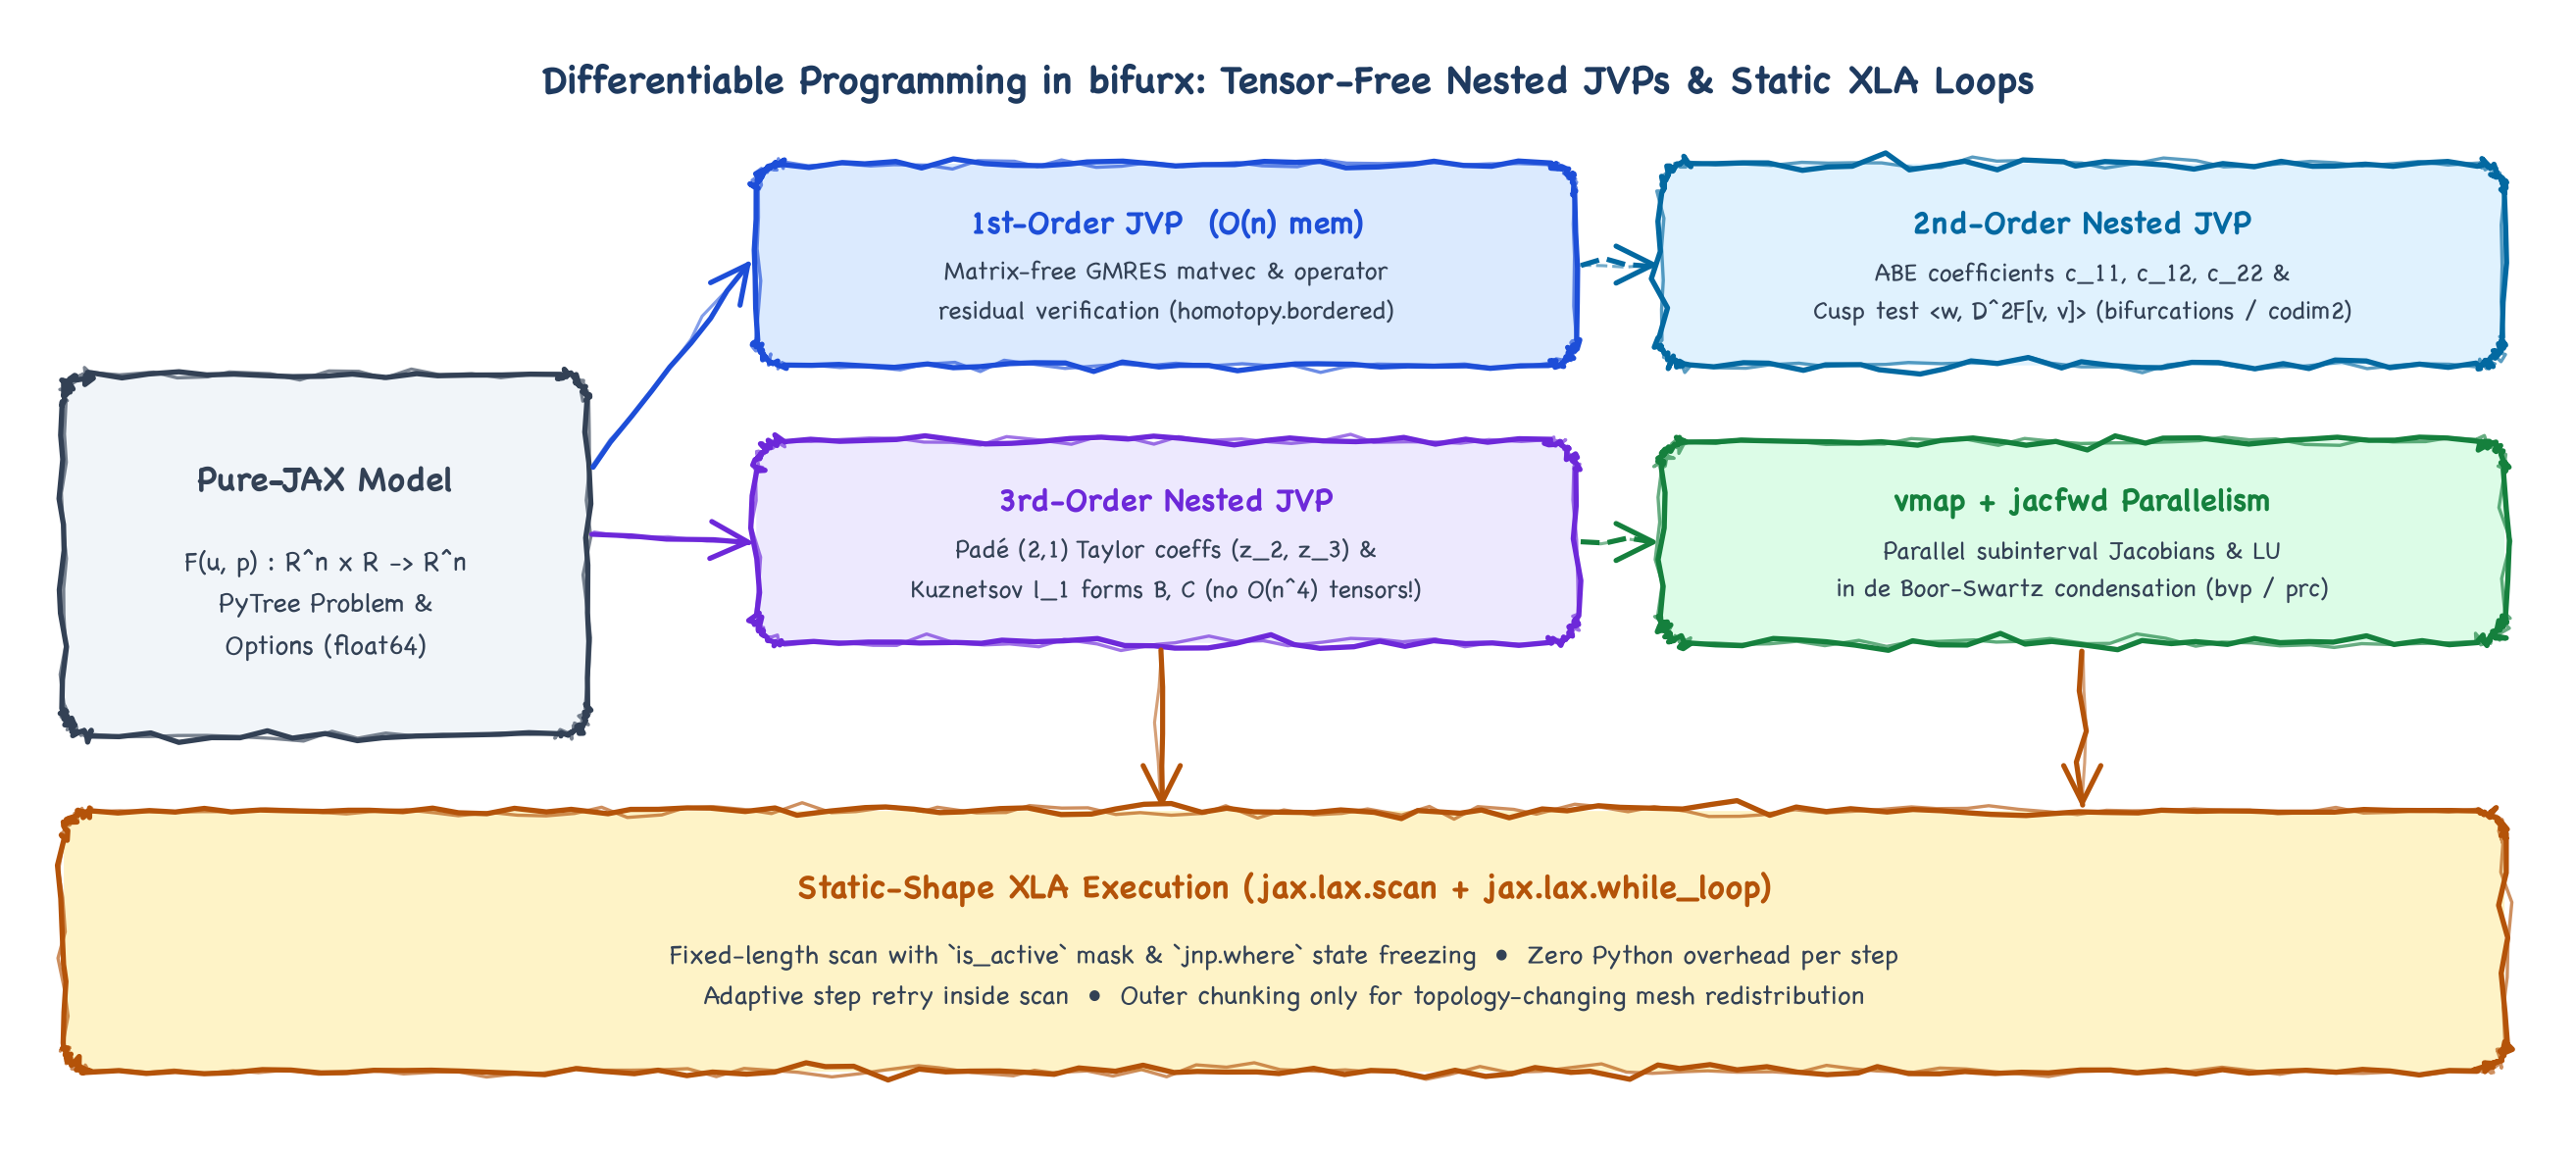 Differentiable Programming in bifurx: Tensor-Free Nested JVPs & Static XLA Loops
1st-Order JVP (O(n) mem)
Matrix-free GMRES matvec & operator
residual verification (homotopy.bordered)
2nd-Order Nested JVP
ABE coefficients c_11, c_12, c_22 &
Cusp test <w, D^2F[v, v]> (bifurcations / codim2)
Pure-JAX Model
F(u, p) : R^n x R -> R^n
PyTree Problem &
Options (float64)
3rd-Order Nested JVP
Padé (2,1) Taylor coeffs (z_2, z_3) &
Kuznetsov l_1 forms B, C (no O(n^4) tensors!)
vmap + jacfwd Parallelism
Parallel subinterval Jacobians & LU
in de Boor-Swartz condensation (bvp / prc)
Static-Shape XLA Execution (jax.lax.scan + jax.lax.while_loop)
Fixed-length scan with `is_active` mask & `jnp.where` state freezing • Zero Python overhead per step
Adaptive step retry inside scan • Outer chunking only for topology-changing mesh redistribution